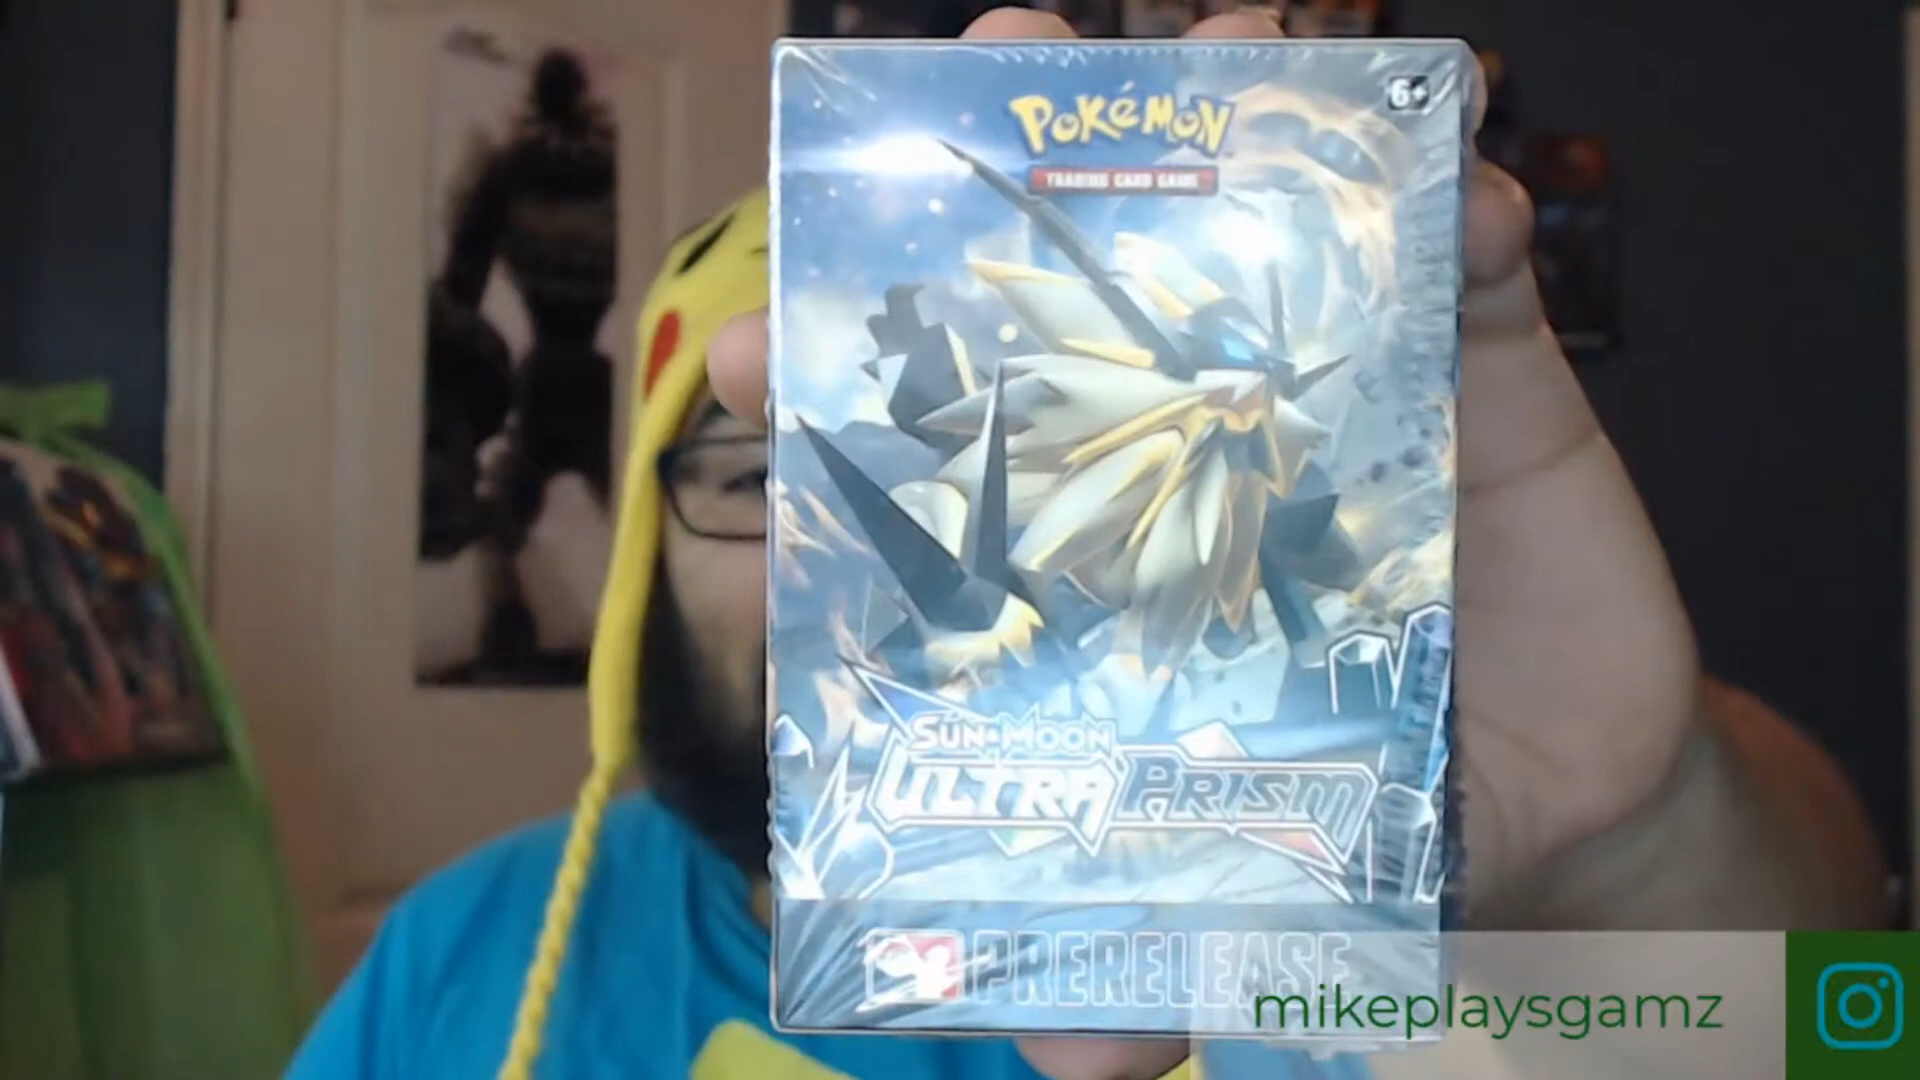 POKéMON
TRADING CARD GAME
6+
SUN & MOON
ULTRA PRISM
PRERELEASE
mikeplaysgamz